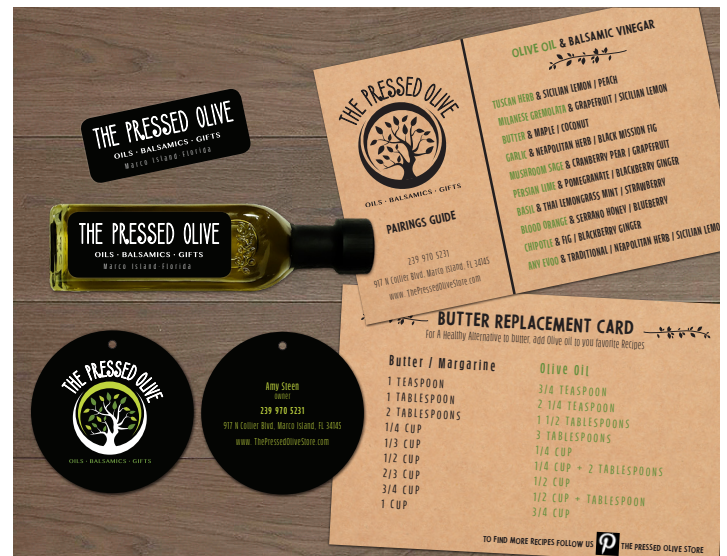 THE PRESSED OLIVE
OILS · BALSAMICS · GIFTS
Marco Island-Florida
THE PRESSED OLIVE
OILS · BALSAMICS · GIFTS
Marco Island-Florida
THE PRESSED OLIVE
OILS · BALSAMICS · GIFTS
Amy Steen
owner
239 970 5231
917 N Collier Blvd. Marco Island, FL 34145
www. ThePressedOliveStore.com
THE PRESSED OLIVE
OILS · BALSAMICS · GIFTS
PAIRINGS GUIDE
239 970 5231
917 N Collier Blvd. Marco Island, FL 34145
www. ThePressedOliveStore.com
OLIVE OIL & BALSAMIC VINEGAR
TUSCAN HERB & SICILIAN LEMON / PEACH
MILANESE GREMOLATA & GRAPEFRUIT / SICILIAN LEMON
BUTTER & MAPLE / COCONUT
GARLIC & NEAPOLITAN HERB / BLACK MISSION FIG
MUSHROOM SAGE & CRANBERRY PEAR / GRAPEFRUIT
PERSIAN LIME & POMEGRANATE / BLACKBERRY GINGER
BASIL & THAI LEMONGRASS MINT / STRAWBERRY
BLOOD ORANGE & SERRANO HONEY / BLUEBERRY
CHIPOTLE & FIG / BLACKBERRY GINGER
ANY EVOO & TRADITIONAL / NEAPOLITAN HERB / SICILIAN LEMO
BUTTER REPLACEMENT CARD
For A Healthy Alternative to butter, add Olive oil to you favorite Recipes
Butter / Margarine Olive Oil
1 TEASPOON 3/4 TEASPOON
1 TABLESPOON 2 1/4 TEASPOON
2 TABLESPOONS 1 1/2 TABLESPOONS
1/4 CUP 3 TABLESPOONS
1/3 CUP 1/4 CUP
1/2 CUP 1/4 CUP + 2 TABLESPOONS
2/3 CUP 1/2 CUP
3/4 CUP 1/2 CUP + TABLESPOON
1 CUP 3/4 CUP
TO FIND MORE RECIPES FOLLOW US THE PRESSED OLIVE STORE